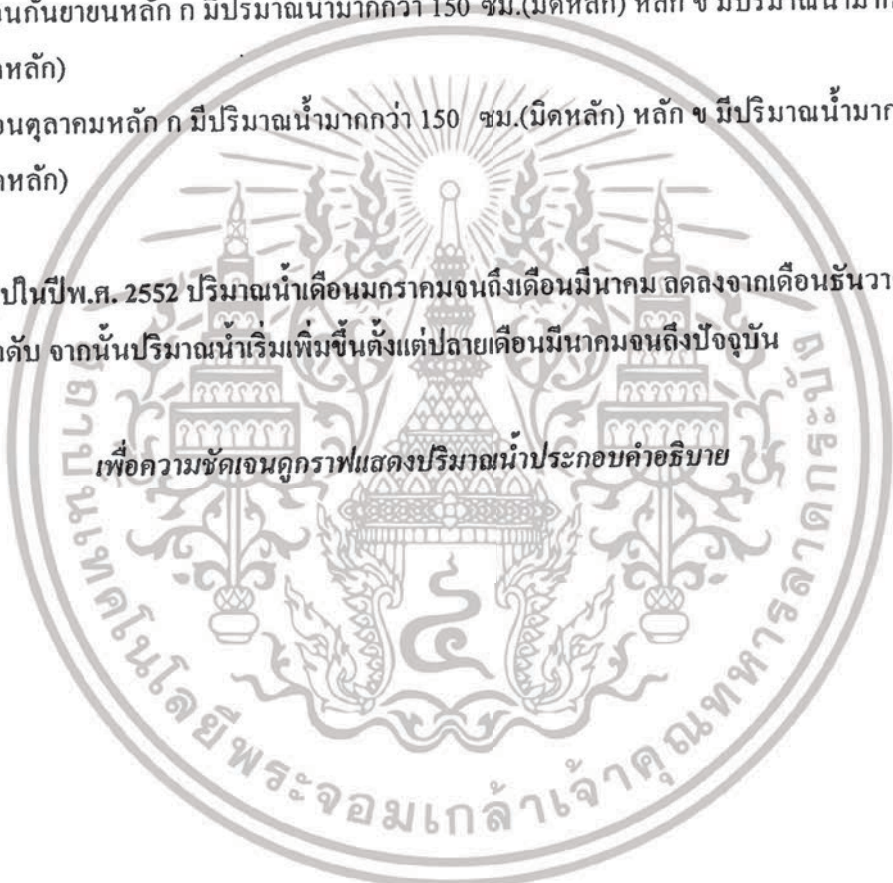 นกันยายนหลัก ก มีปริมาณน้ำมากกว่า 150 ซม.(มิดหลัก) หลัก ข มีปริมาณน้ำมาก
หลัก)
อนตุลาคมหลัก ก มีปริมาณน้ำมากกว่า 150 ซม.(มิดหลัก) หลัก ข มีปริมาณน้ำมาก
หลัก)
ปในปีพ.ศ. 2552 ปริมาณน้ำเดือนมกราคมจนถึงเดือนมีนาคม ลดลงจากเดือนธันวา
าดับ จากนั้นปริมาณน้ำเริ่มเพิ่มขึ้นตั้งแต่ปลายเดือนมีนาคมจนถึงปัจจุบัน
เพื่อความชัดเจนดูกราฟแสดงปริมาณน้ำประกอบคำอธิบาย
สถาบันเทคโนโลยีพระจอมเกล้าเจ้าคุณทหารลาดกระบัง